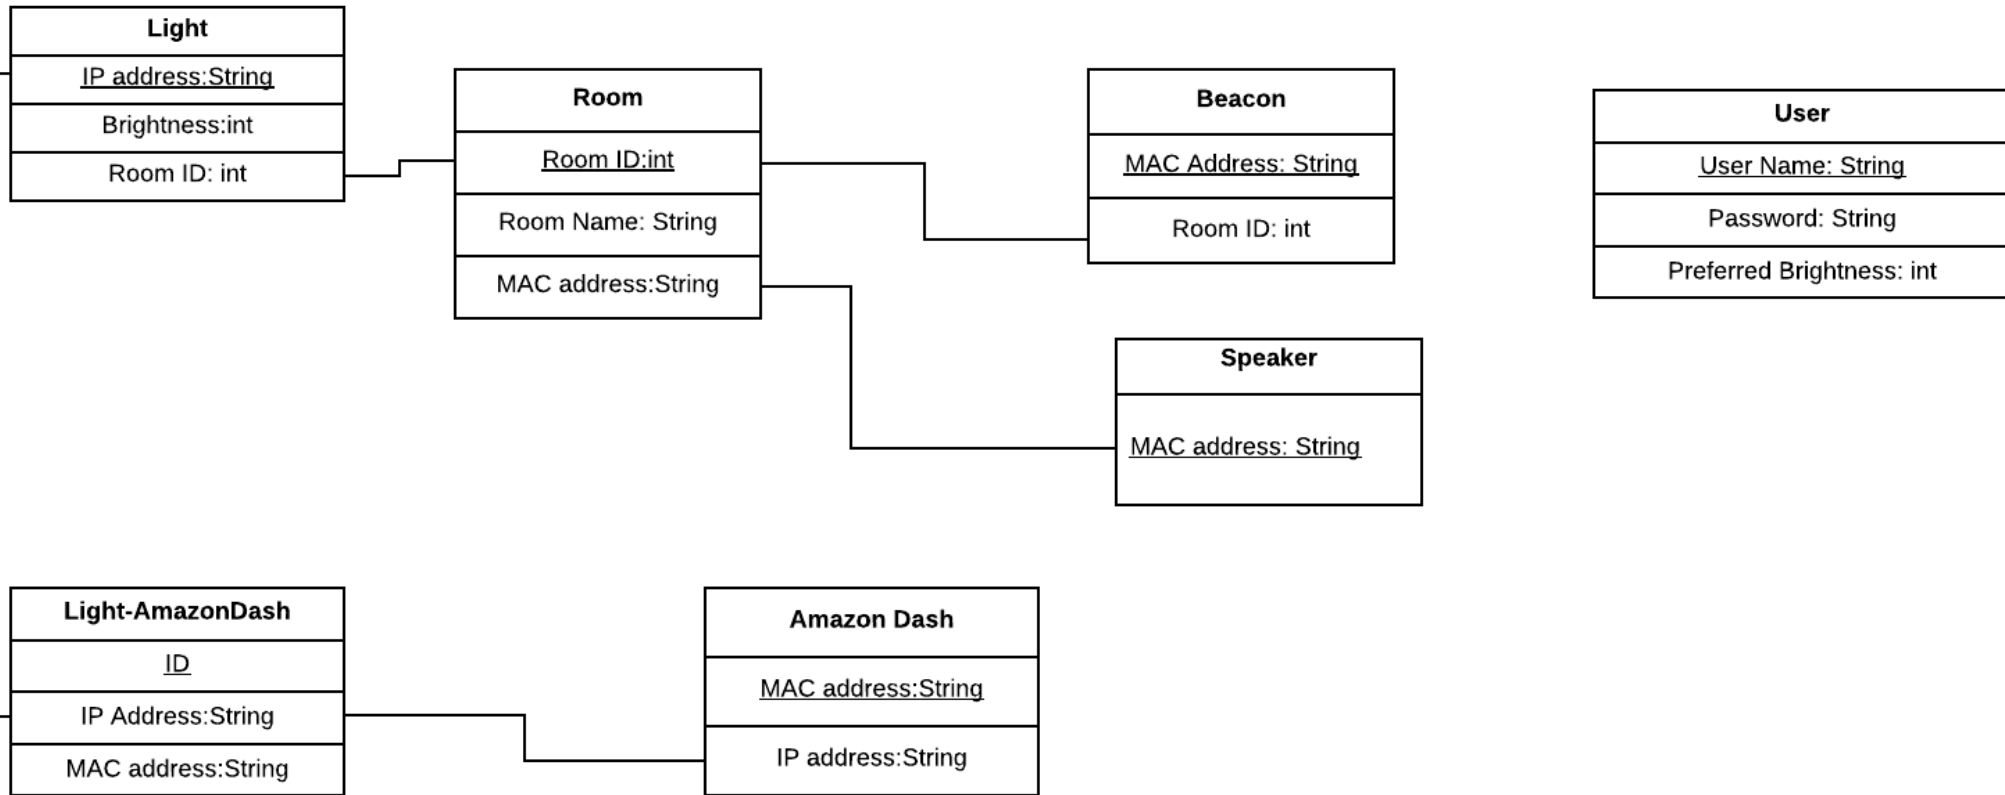 Light
IP address:String
Brightness:int
Room ID: int
Room
Room ID:int
Room Name: String
MAC address:String
Beacon
MAC Address: String
Room ID: int
User
User Name: String
Password: String
Preferred Brightness: int
Speaker
MAC address: String
Light-AmazonDash
ID
IP Address:String
MAC address:String
Amazon Dash
MAC address:String
IP address:String